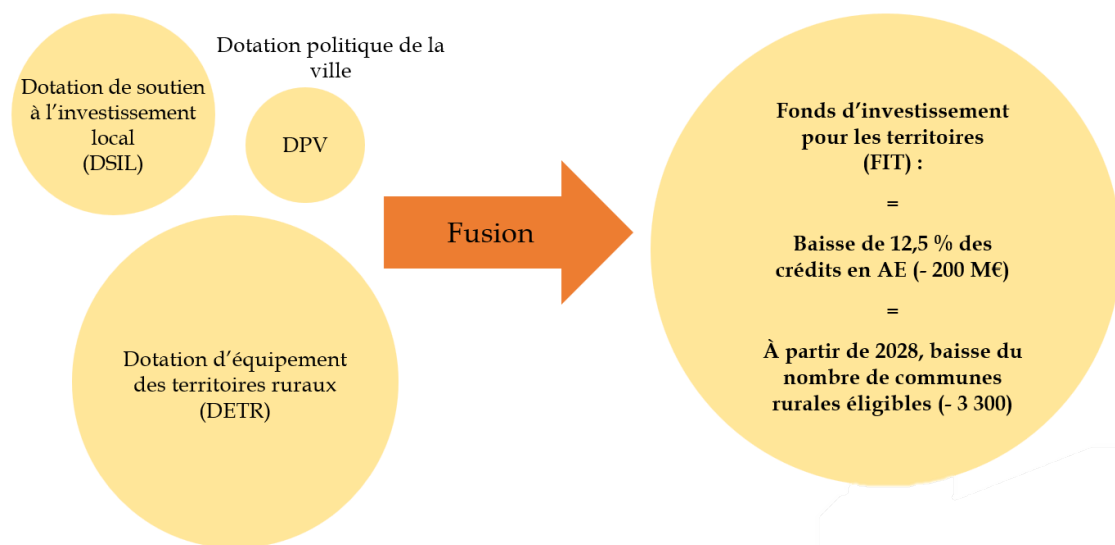 Dotation de soutien
à l’investissement
local
(DSIL)
Dotation politique de la
ville
DPV
Dotation d’équipement
des territoires ruraux
(DETR)
Fusion
Fonds d’investissement
pour les territoires
(FIT) :
=
Baisse de 12,5 % des
crédits en AE (- 200 M€)
=
À partir de 2028, baisse du
nombre de communes
rurales éligibles (- 3 300)